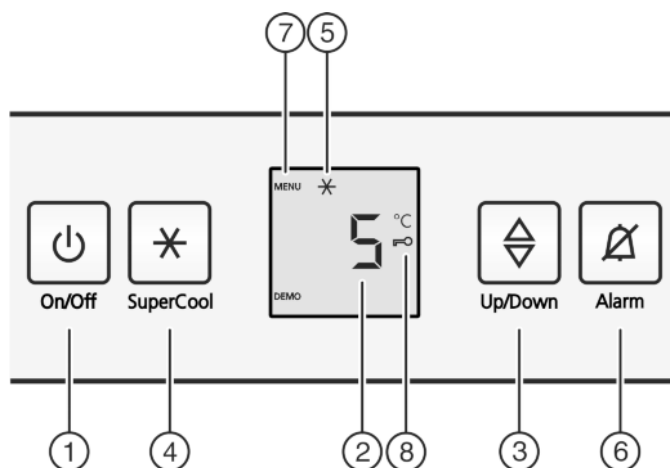 7 5
MENU
5 °C
DEMO
On/Off SuperCool Up/Down Alarm
1 4 2 8 3 6